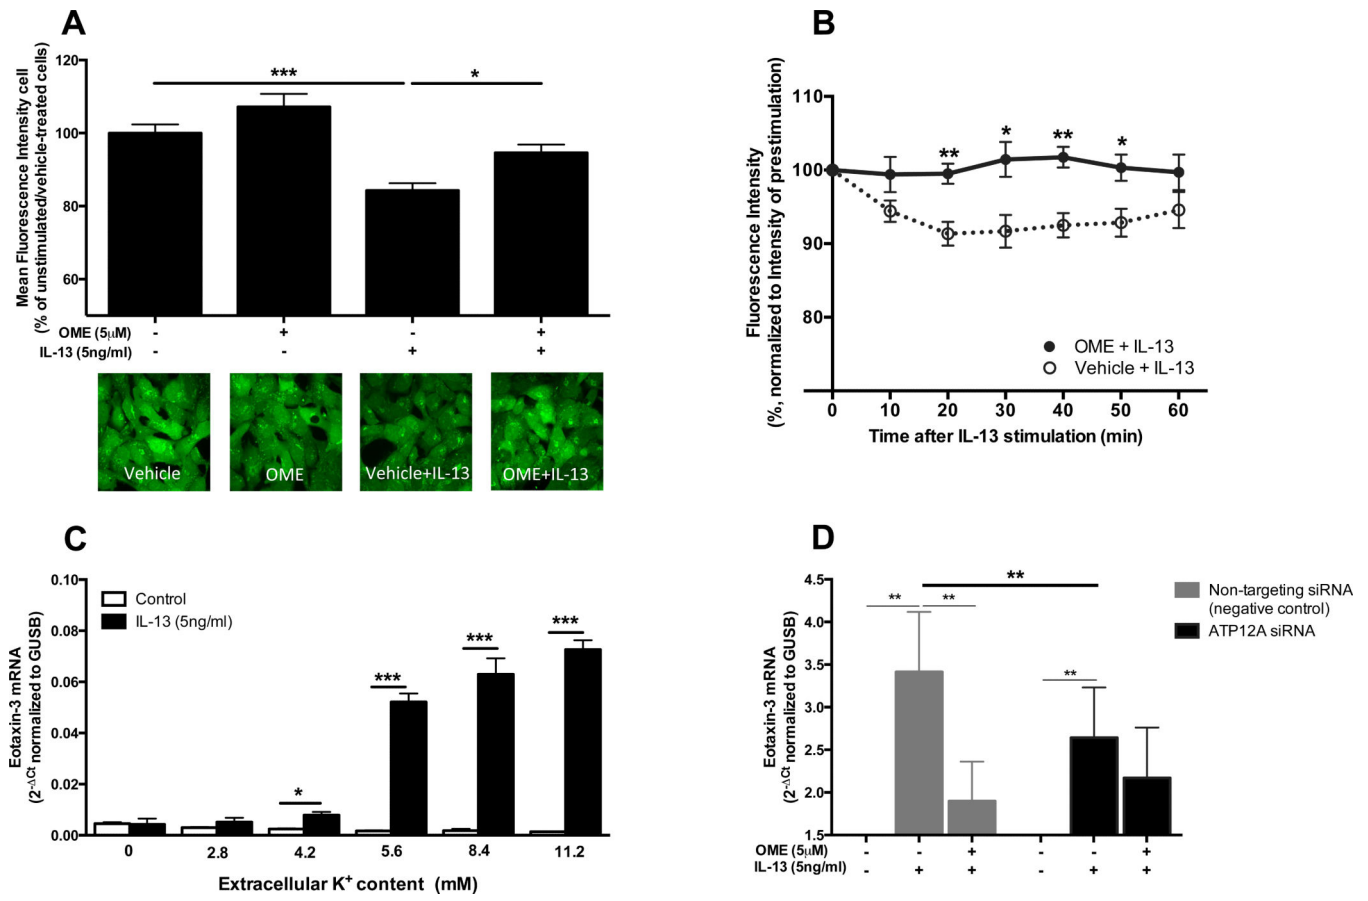 A
Mean Fluorescence Intensity cell
(% of unstimulated/vehicle-treated cells)
120
100
80
60
***
*
OME (5µM) - + - +
IL-13 (5ng/ml) - - + +
Vehicle
OME
Vehicle+IL-13
OME+IL-13
B
Fluorescence Intensity
(%, normalized to Intensity of prestimulation)
110
100
90
80
** * ** *
OME + IL-13
Vehicle + IL-13
0 10 20 30 40 50 60
Time after IL-13 stimulation (min)
C
Eotaxin-3 mRNA
(2-ΔCt normalized to GUSB)
0.10
0.08
0.06
0.04
0.02
0.00
Control
IL-13 (5ng/ml)
*
***
***
***
0 2.8 4.2 5.6 8.4 11.2
Extracellular K+ content (mM)
D
Eotaxin-3 mRNA
(2-ΔCt normalized to GUSB)
4.5
4.0
3.5
3.0
2.5
2.0
1.5
**
** **
**
Non-targeting siRNA
(negative control)
ATP12A siRNA
OME (5µM) - - + - - +
IL-13 (5ng/ml) - + + - + +